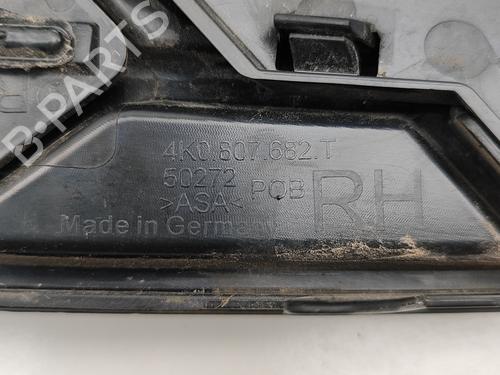 4K0.807.682.T
50272
>ASA< POB
RH
Made in Germany
B-PARTS